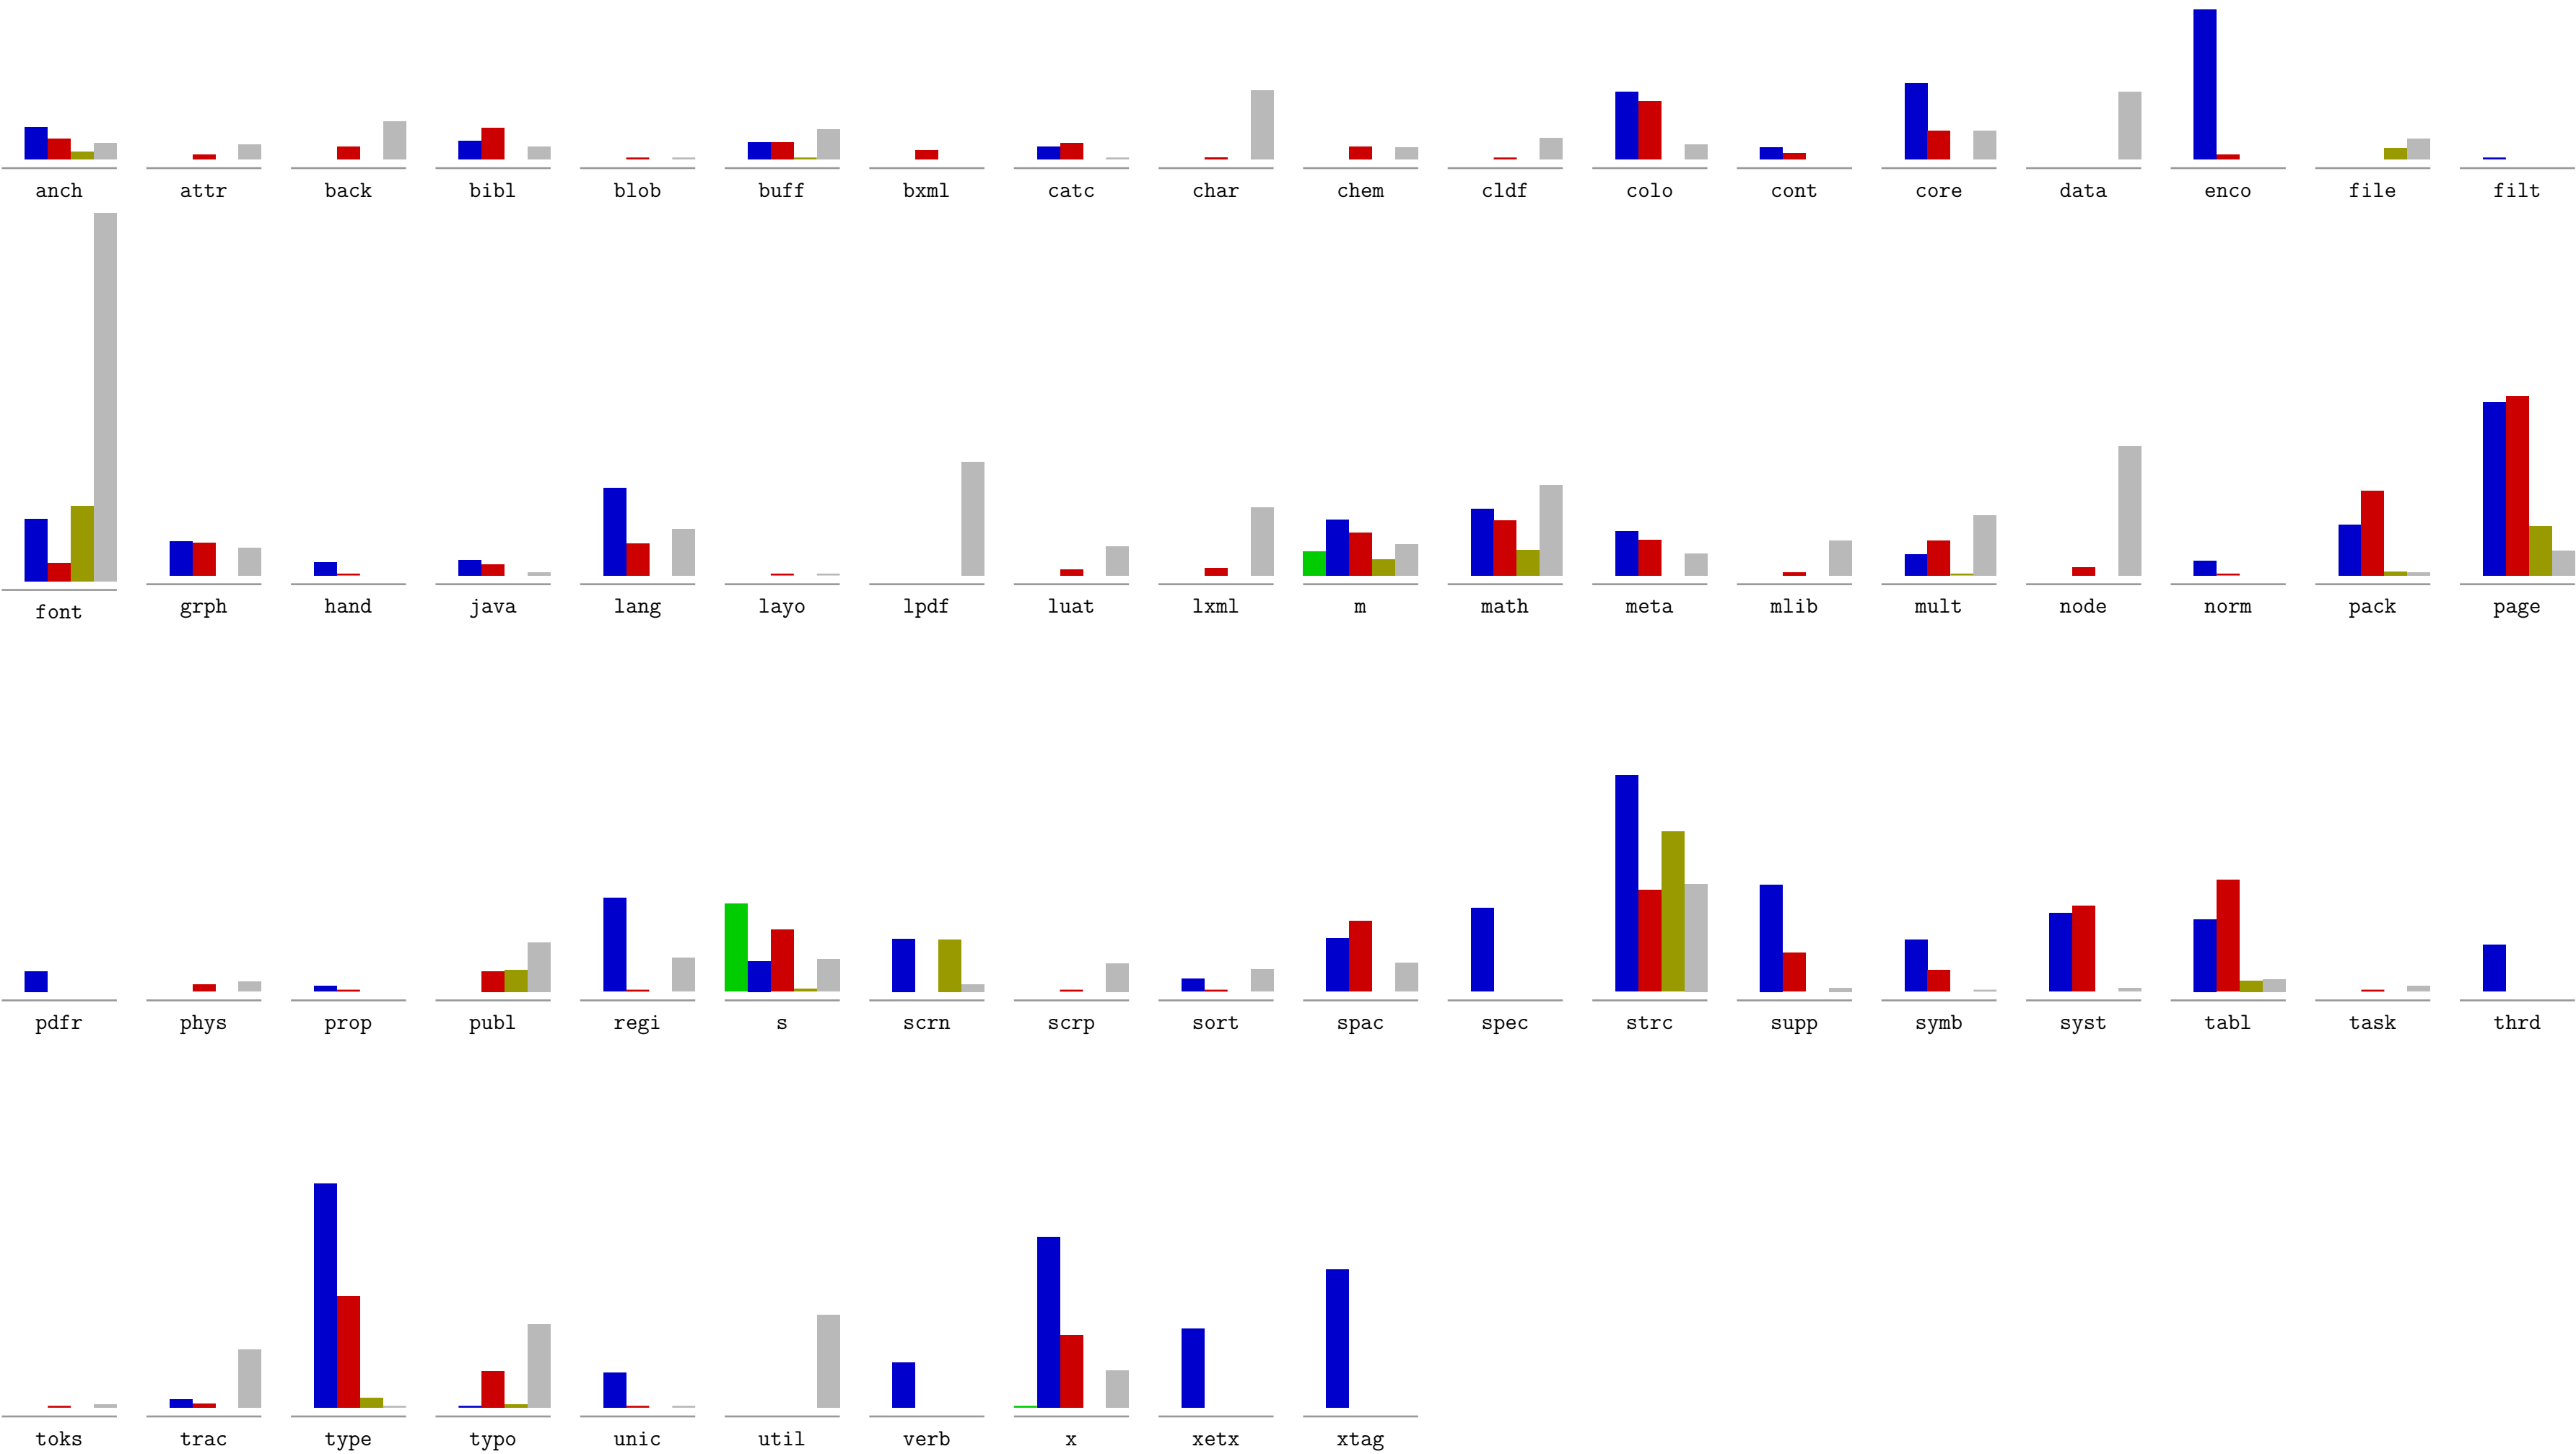 anch attr back bibl blob buff bxml catc char chem cldf colo cont core data enco file filt
font grph hand java lang layo lpdf luat lxml m math meta mlib mult node norm pack page
pdfr phys prop publ regi s scrn scrp sort spac spec strc supp symb syst tabl task thrd
toks trac type typo unic util verb x xetx xtag